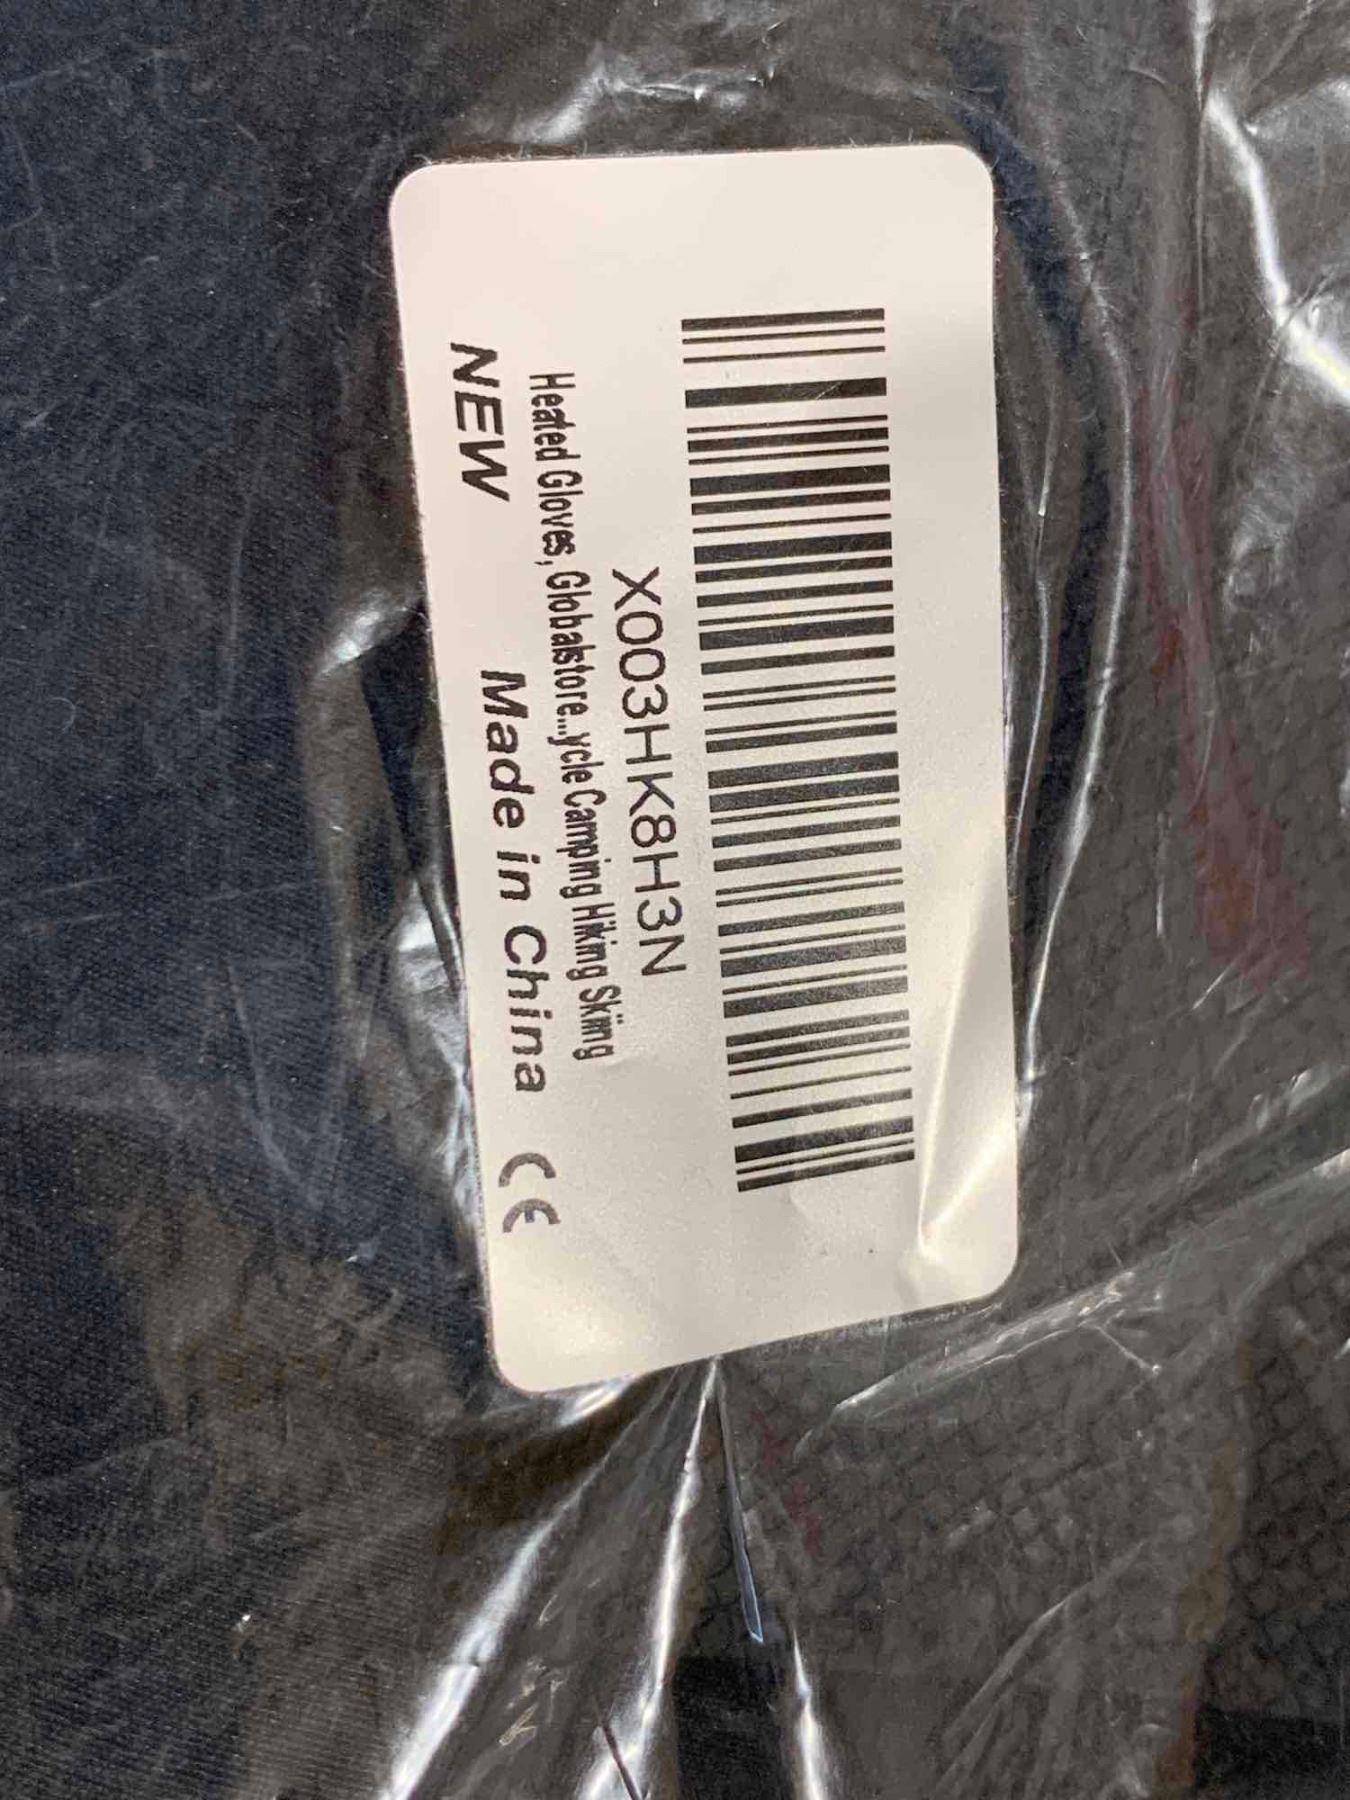 X003HK8H3N
Heated Gloves, Globalstore...ycle Camping Hiking Skiing
NEW Made in China CE